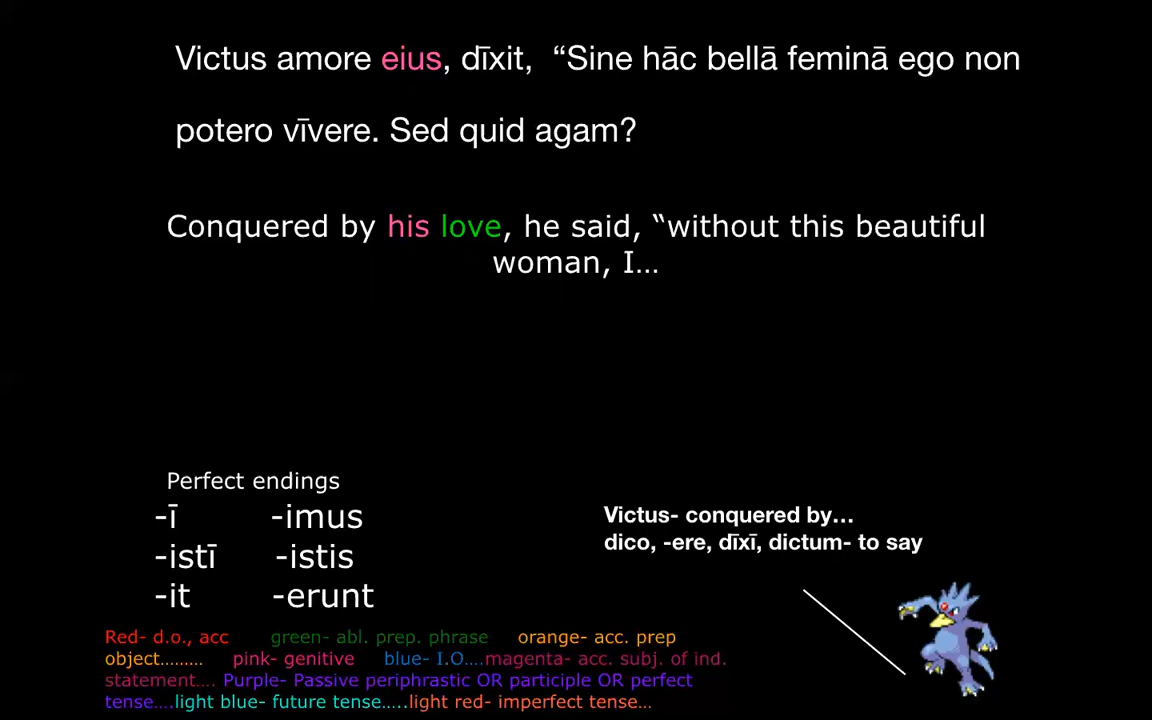 Victus amore eius, dīxit, “Sine hāc bellā feminā ego non
potero vīvere. Sed quid agam?
Conquered by his love, he said, “without this beautiful
woman, I…
Perfect endings
-ī -imus
-istī -istis
-it -erunt
Victus- conquered by…
dico, -ere, dīxī, dictum- to say
Red- d.o., acc green- abl. prep. phrase orange- acc. prep
object……… pink- genitive blue- I.O….magenta- acc. subj. of ind.
statement…. Purple- Passive periphrastic OR participle OR perfect
tense….light blue- future tense…..light red- imperfect tense…